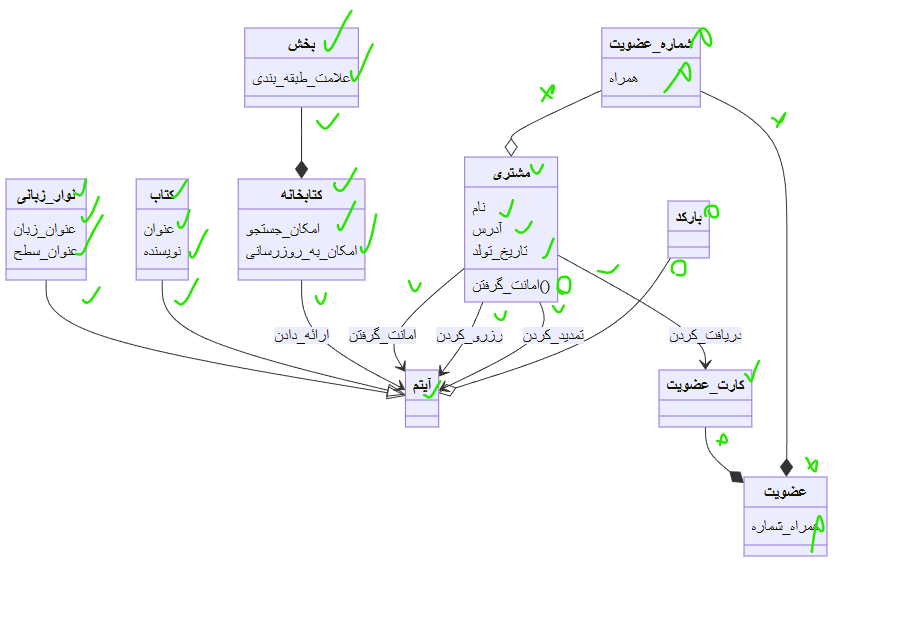 بخش
علامت_طبقه_بندی
شماره_عضویت
همراه
نوار_زبانی
عنوان_زبان
عنوان_سطح
کتاب
عنوان
نویسنده
کتابخانه
امکان_جستجو
امکان_به_روزرسانی
مشتری
نام
آدرس
تاریخ_تولد
امانت_گرفتن()
بارکد
ارائه_دادن
امانت_گرفتن
رزرو_کردن
تمدید_کردن
دریافت_کردن
آیتم
کارت_عضویت
عضویت
همراه_شماره